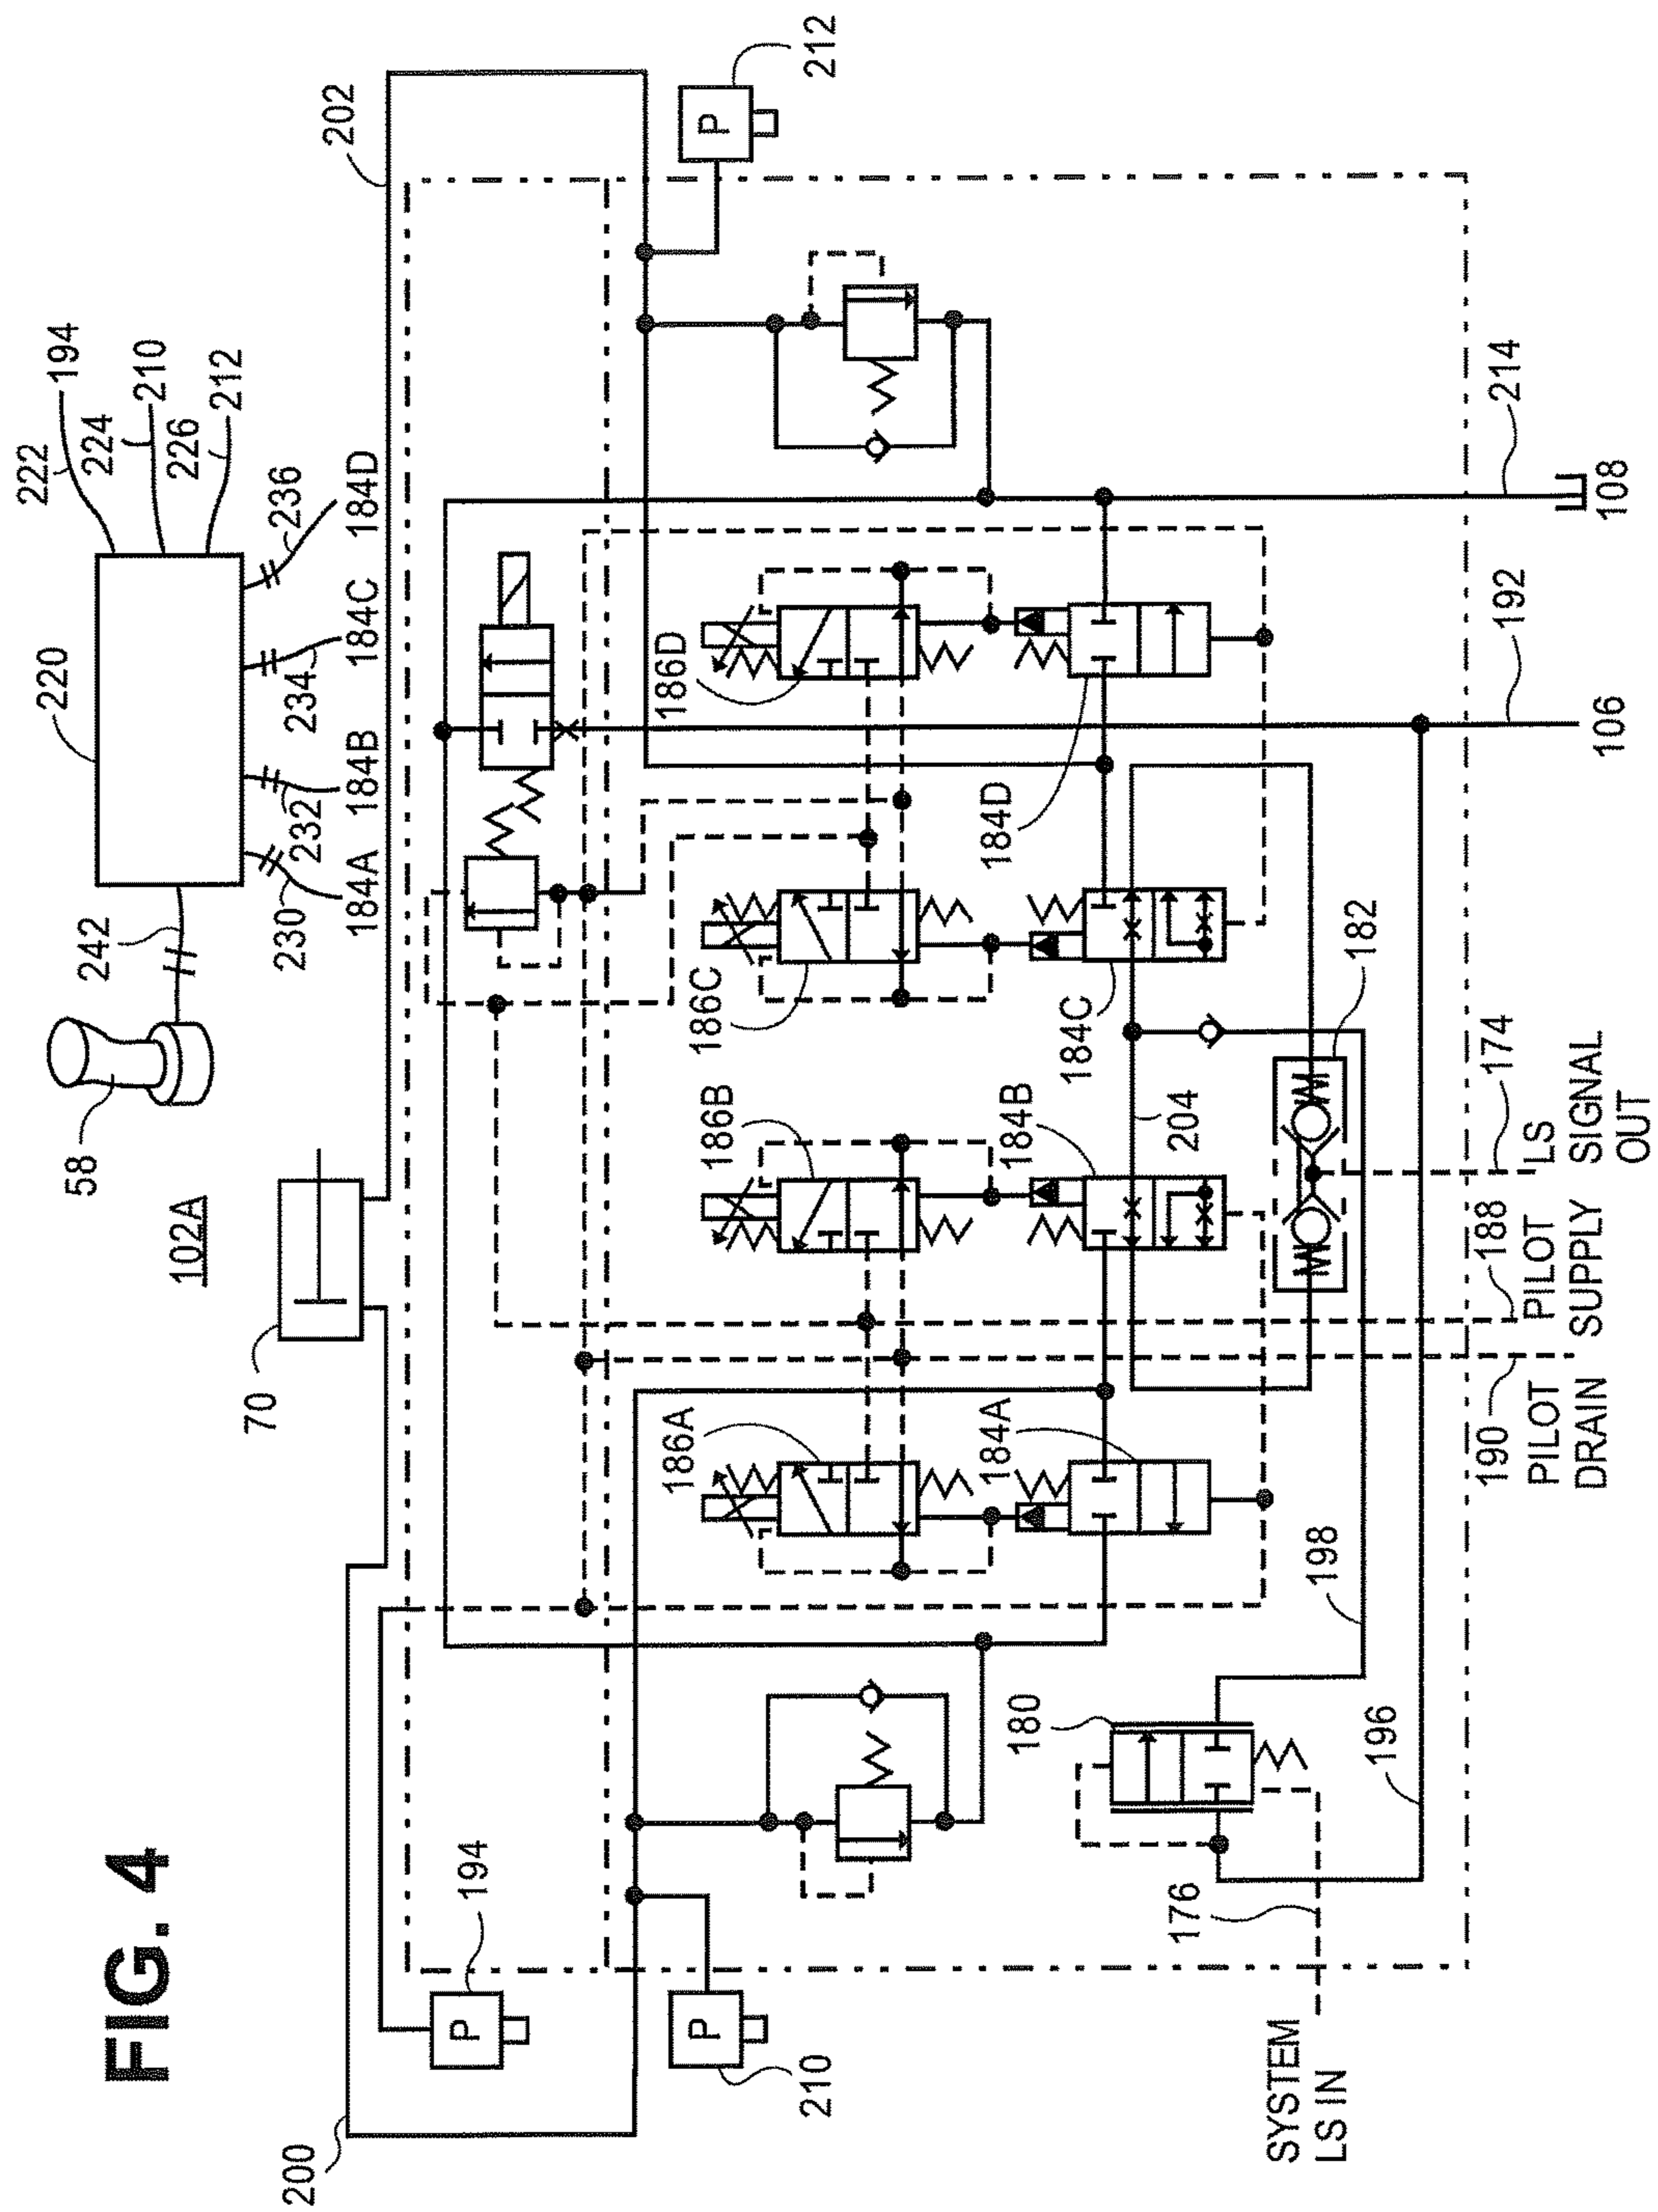 FIG. 4
200
202
70
102A
58
242
220
222
194
224
210
226
212
230
184A
232
184B
234
184C
236
184D
P
194
P
210
P
212
186A
186B
186C
186D
184A
184B
184C
184D
204
182
180
176
198
196
SYSTEM
LS IN
190
PILOT
DRAIN
188
PILOT
SUPPLY
174
LS
SIGNAL
OUT
192
106
214
108